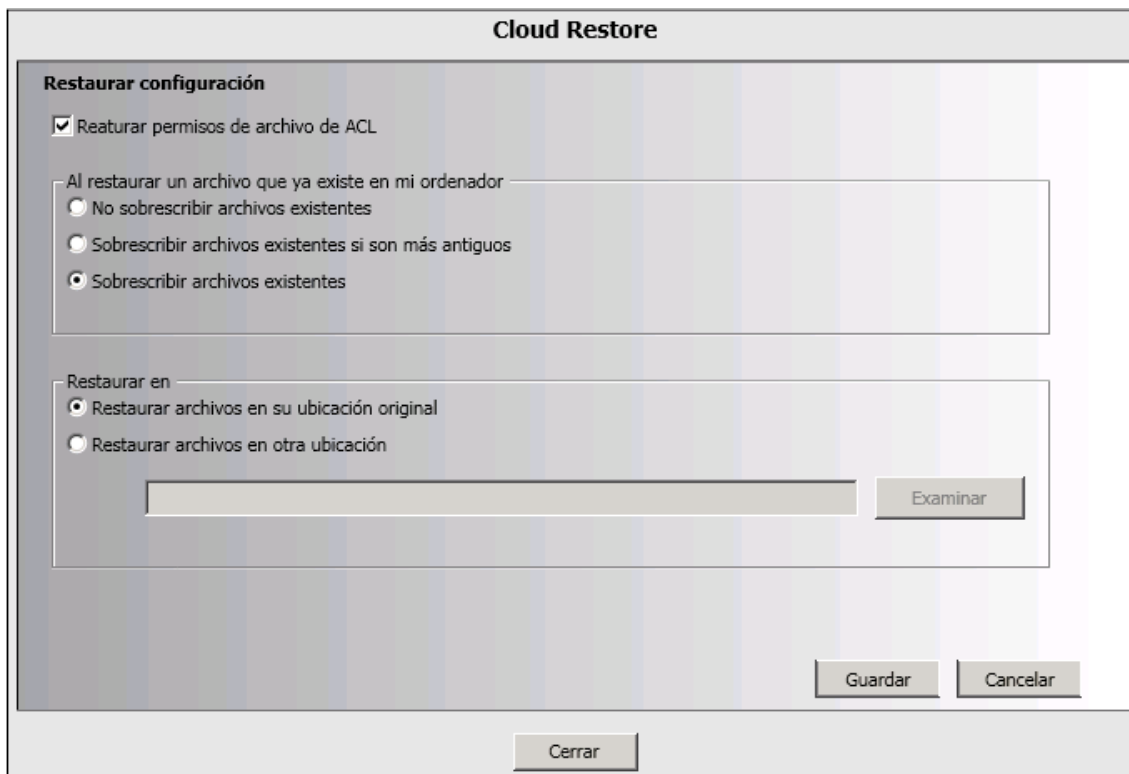 Cloud Restore
Restaurar configuración
Reaturar permisos de archivo de ACL
Al restaurar un archivo que ya existe en mi ordenador
No sobrescribir archivos existentes
Sobrescribir archivos existentes si son más antiguos
Sobrescribir archivos existentes
Restaurar en
Restaurar archivos en su ubicación original
Restaurar archivos en otra ubicación
Examinar
Guardar Cancelar
Cerrar